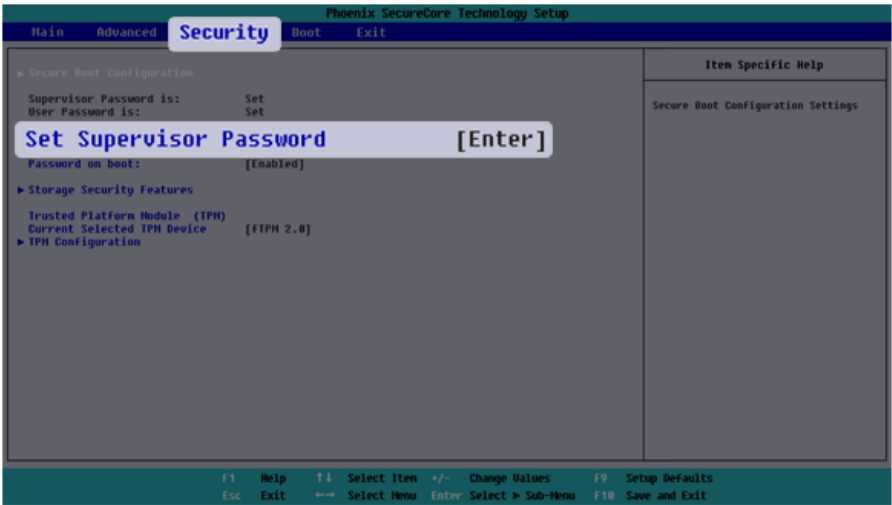 Phoenix SecureCore Technology Setup
Main Advanced Security Boot Exit
Item Specific Help
▶ Secure Boot Configuration
Supervisor Password is: Set
User Password is: Set
Secure Boot Configuration Settings
Set Supervisor Password [Enter]
Password on boot: [Enabled]
▶ Storage Security Features
Trusted Platform Module (TPM)
Current Selected TPM Device [fTPM 2.0]
▶ TPM Configuration
F1 Help ↑↓ Select Item +/- Change Values F9 Setup Defaults
Esc Exit ←→ Select Menu Enter Select ▶ Sub-Menu F10 Save and Exit